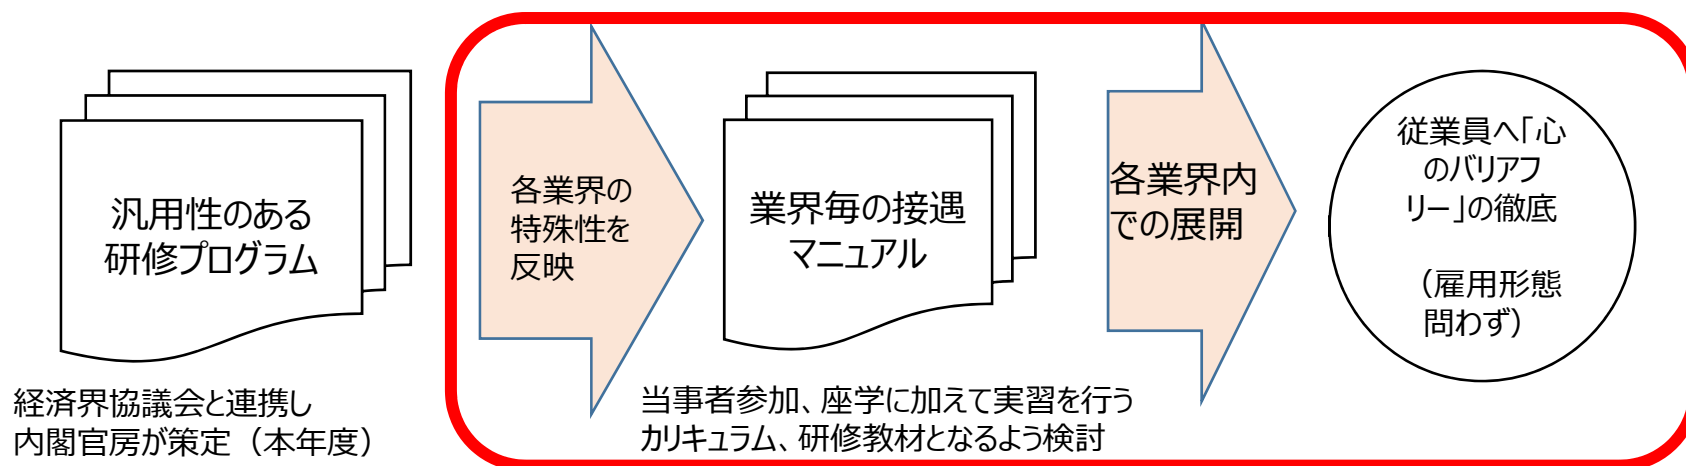 汎用性のある
研修プログラム
経済界協議会と連携し
内閣官房が策定（本年度）
各業界の
特殊性を
反映
業界毎の接遇
マニュアル
当事者参加、座学に加えて実習を行う
カリキュラム、研修教材となるよう検討
各業界内
での展開
従業員へ「心
のバリアフ
リー」の徹底
（雇用形態
問わず）